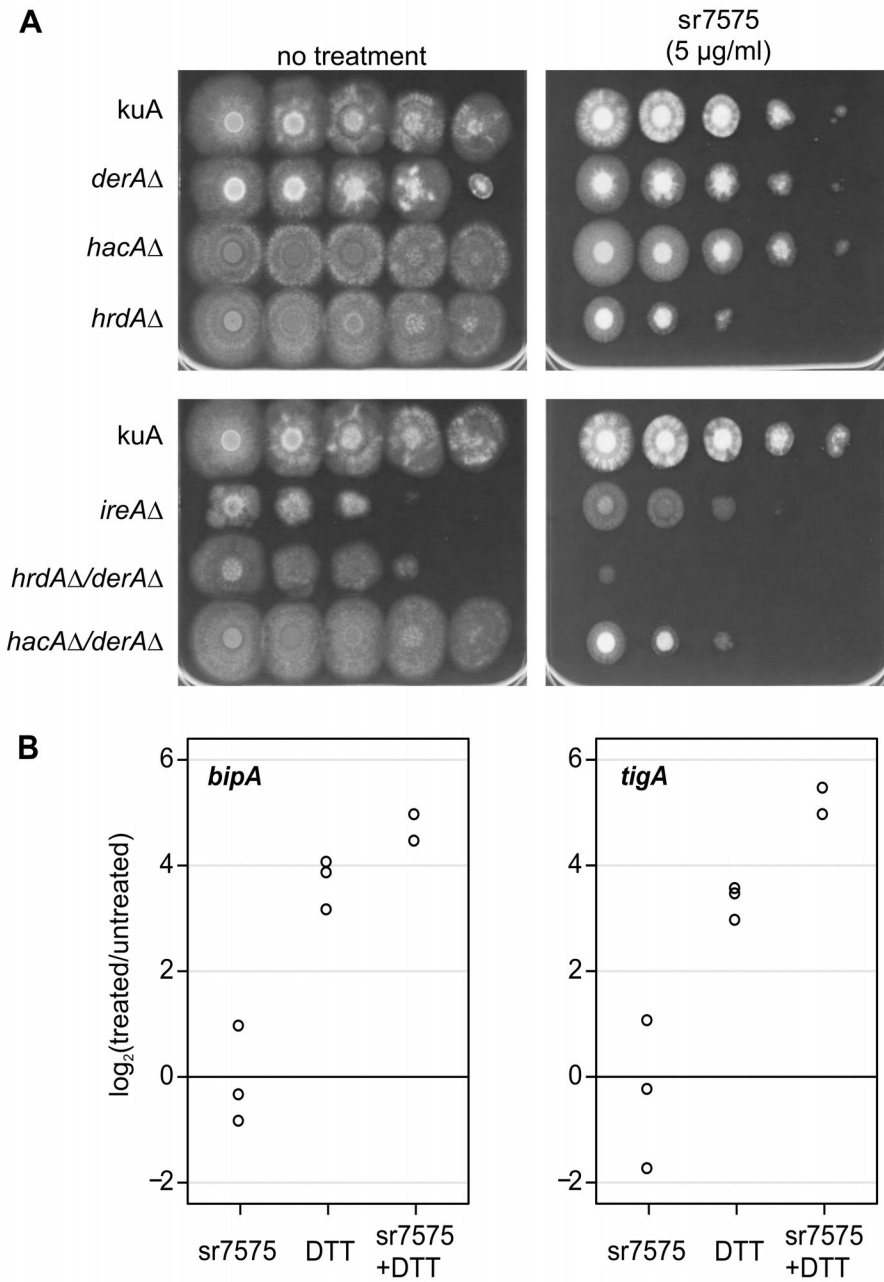 A
no treatment
sr7575
(5 µg/ml)
kuA
derAΔ
hacAΔ
hrdAΔ
kuA
ireAΔ
hrdAΔ/derAΔ
hacAΔ/derAΔ
B
log₂(treated/untreated)
6
4
2
0
−2
bipA
sr7575
DTT
sr7575
+DTT
6
4
2
0
−2
tigA
sr7575
DTT
sr7575
+DTT